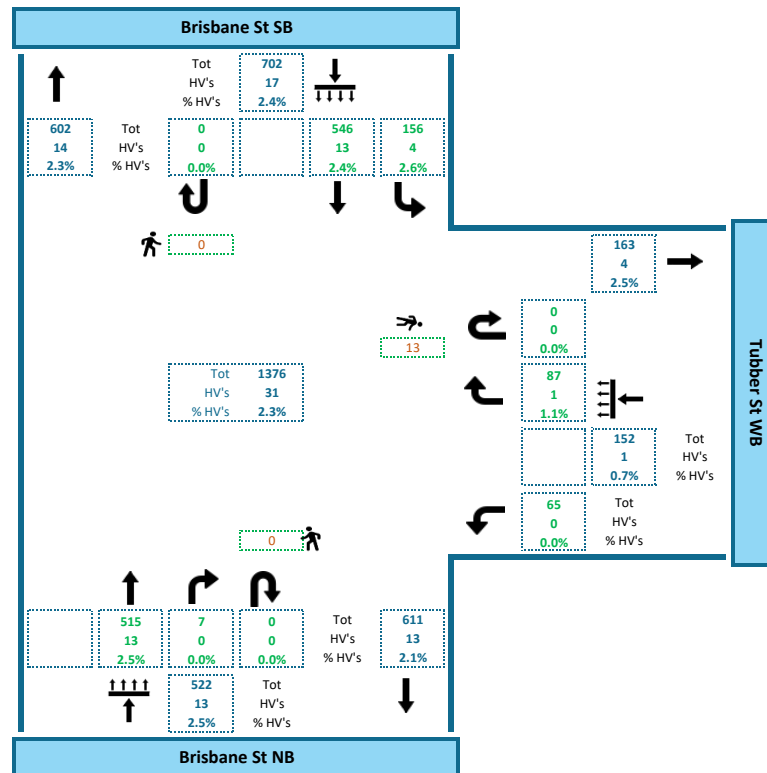 Brisbane St SB
Tot 702
HV's 17
% HV's 2.4%
602 Tot 0 546 156
14 HV's 0 13 4
2.3% % HV's 0.0% 2.4% 2.6%
0
163
4
2.5%
0
0
0.0%
13
Tot 1376
HV's 31
% HV's 2.3%
87
1
1.1%
Tubber St WB
152 Tot
1 HV's
0.7% % HV's
65 Tot
0 HV's
0.0% % HV's
0
515 7 0 Tot 611
13 0 0 HV's 13
2.5% 0.0% 0.0% % HV's 2.1%
522 Tot
13 HV's
2.5% % HV's
Brisbane St NB